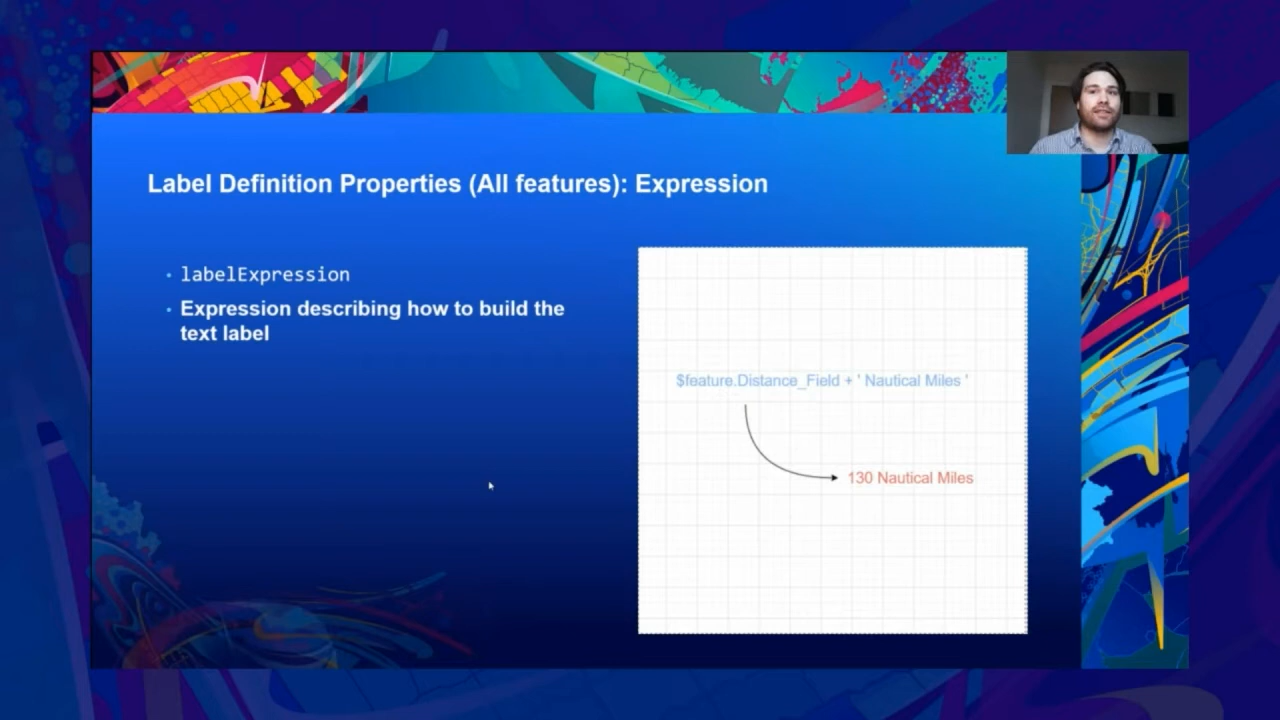 Label Definition Properties (All features): Expression
• labelExpression
• Expression describing how to build the
text label
$feature.Distance_Field + ' Nautical Miles '
130 Nautical Miles